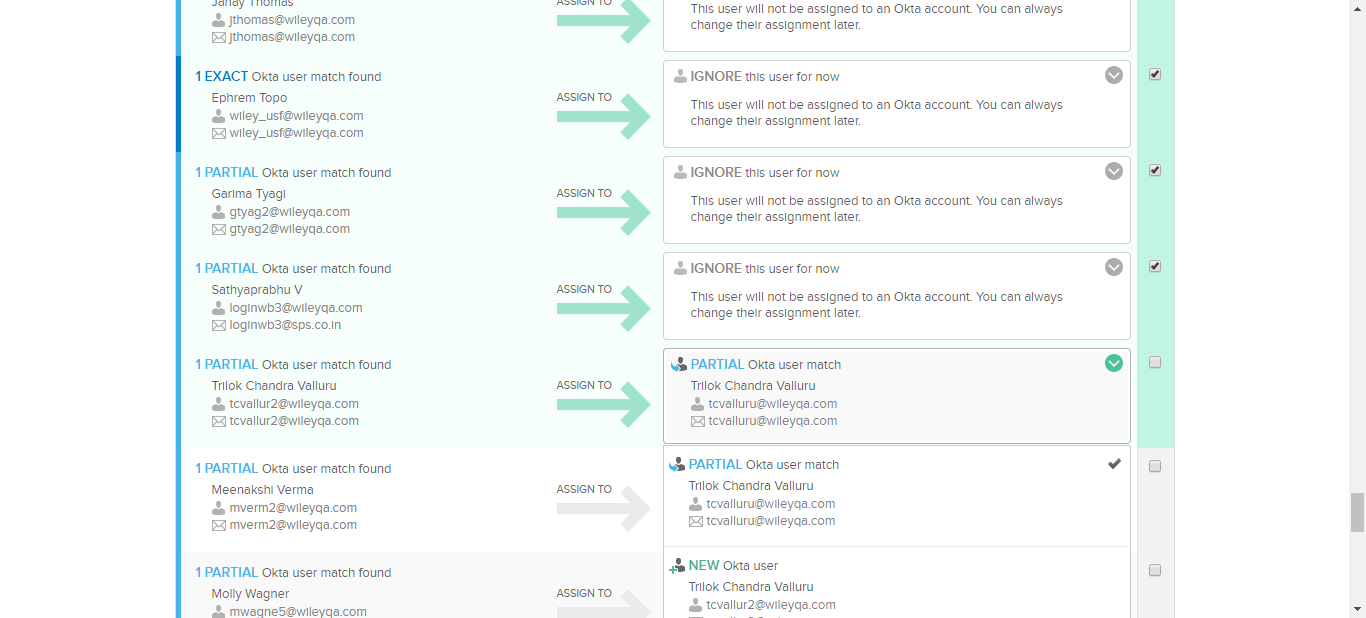 Janay Thomas
jthomas@wileyqa.com
jthomas@wileyqa.com
ASSIGN TO
This user will not be assigned to an Okta account. You can always
change their assignment later.
1 EXACT Okta user match found
Ephrem Topo
wiley_usf@wileyqa.com
wiley_usf@wileyqa.com
ASSIGN TO
IGNORE this user for now
This user will not be assigned to an Okta account. You can always
change their assignment later.
1 PARTIAL Okta user match found
Garima Tyagi
gtyag2@wileyqa.com
gtyag2@wileyqa.com
ASSIGN TO
IGNORE this user for now
This user will not be assigned to an Okta account. You can always
change their assignment later.
1 PARTIAL Okta user match found
Sathyaprabhu V
loginwb3@wileyqa.com
loginwb3@sps.co.in
ASSIGN TO
IGNORE this user for now
This user will not be assigned to an Okta account. You can always
change their assignment later.
1 PARTIAL Okta user match found
Trilok Chandra Valluru
tcvallur2@wileyqa.com
tcvallur2@wileyqa.com
ASSIGN TO
PARTIAL Okta user match
Trilok Chandra Valluru
tcvalluru@wileyqa.com
tcvalluru@wileyqa.com
1 PARTIAL Okta user match found
Meenakshi Verma
mverm2@wileyqa.com
mverm2@wileyqa.com
ASSIGN TO
PARTIAL Okta user match
Trilok Chandra Valluru
tcvalluru@wileyqa.com
tcvalluru@wileyqa.com
1 PARTIAL Okta user match found
Molly Wagner
mwagne5@wileyqa.com
ASSIGN TO
NEW Okta user
Trilok Chandra Valluru
tcvallur2@wileyqa.com